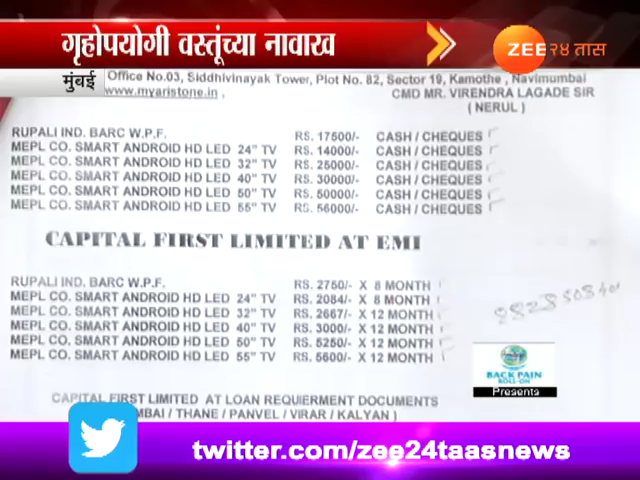 गृहोपयोगी वस्तूंच्या नावाख
ZEE २४ तास
मुंबई
Office No.03, Siddhivinayak Tower, Plot No. 82, Sector 19, Kamothe , Navimumbai
www.myaristone.in ,
CMD MR. VIRENDRA LAGADE SIR
( NERUL )
RUPALI IND. BARC W.P.F. RS. 17500/- CASH / CHEQUES
MEPL CO. SMART ANDROID HD LED 24" TV RS. 14000/- CASH / CHEQUES
MEPL CO. SMART ANDROID HD LED 32" TV RS. 25000/- CASH / CHEQUES
MEPL CO. SMART ANDROID HD LED 40" TV RS. 30000/- CASH / CHEQUES
MEPL CO. SMART ANDROID HD LED 50" TV RS. 50000/- CASH / CHEQUES
MEPL CO. SMART ANDROID HD LED 55" TV RS. 56000/- CASH / CHEQUES
CAPITAL FIRST LIMITED AT EMI
RUPALI IND. BARC W.P.F. RS. 2750/- X 8 MONTH
MEPL CO. SMART ANDROID HD LED 24" TV RS. 2084/- X 8 MONTH
MEPL CO. SMART ANDROID HD LED 32" TV RS. 2667/- X 12 MONTH
MEPL CO. SMART ANDROID HD LED 40" TV RS. 3000/- X 12 MONTH
MEPL CO. SMART ANDROID HD LED 50" TV RS. 5250/- X 12 MONTH
MEPL CO. SMART ANDROID HD LED 55" TV RS. 5600/- X 12 MONTH
BACK PAIN
ROLL-ON
Presents
CAPITAL FIRST LIMITED AT LOAN REQUIERMENT DOCUMENTS
MBAI / THANE / PANVEL / VIRAR / KALYAN )
twitter.com/zee24taasnews